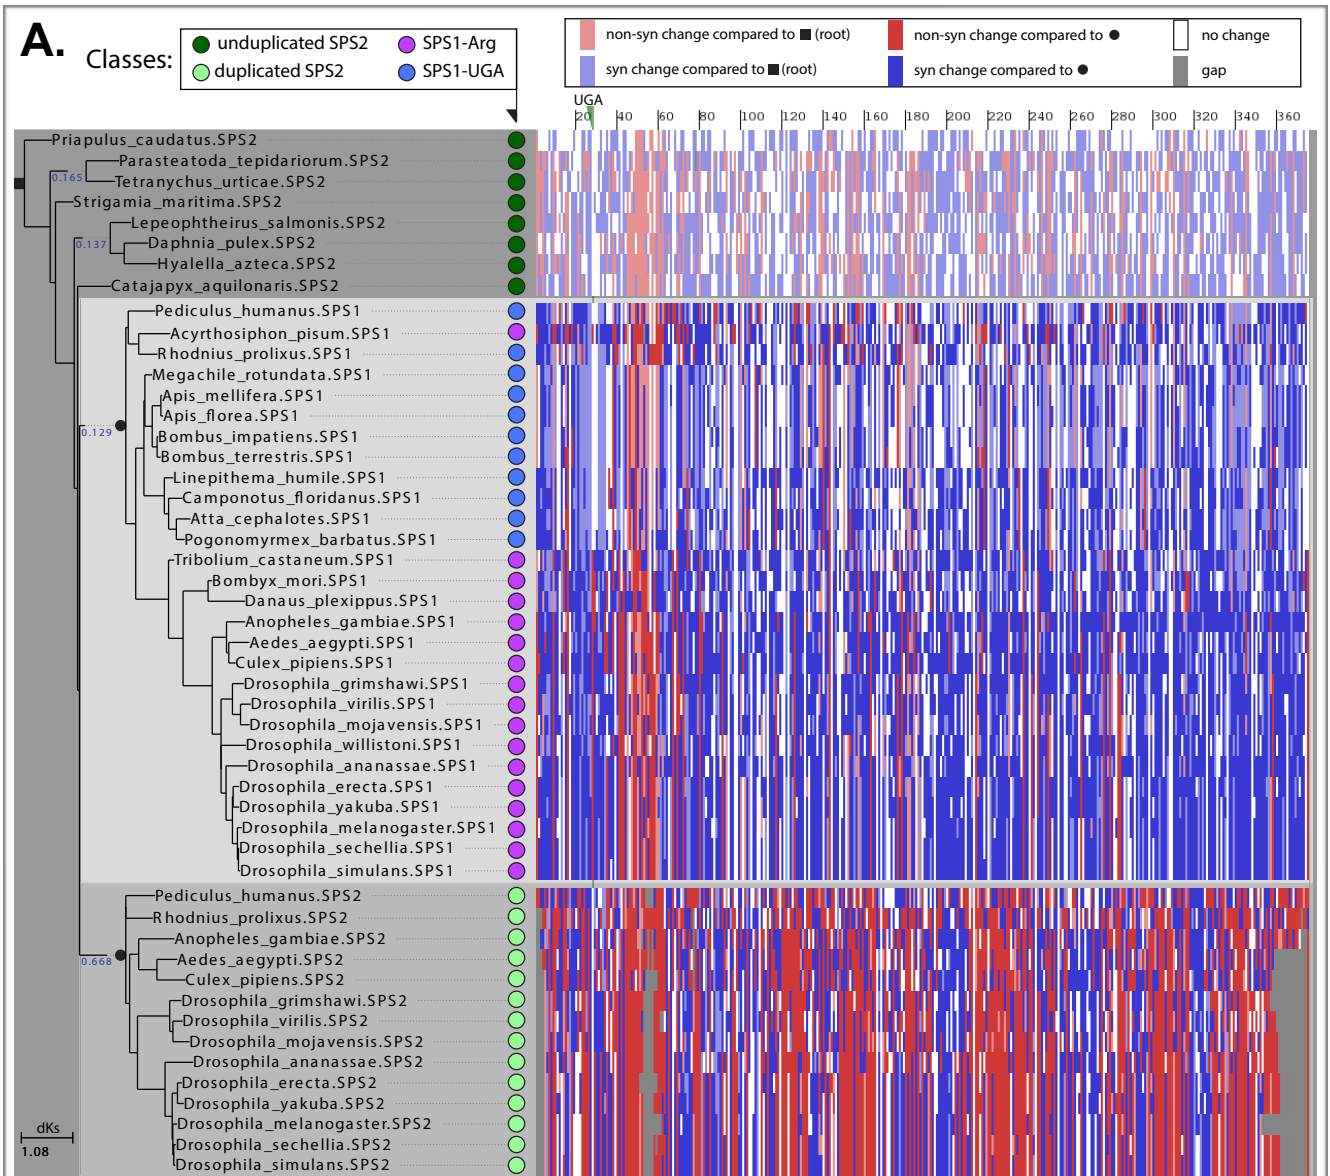 A.
Classes:
unduplicated SPS2
SPS1-Arg
duplicated SPS2
SPS1-UGA
non-syn change compared to ■ (root)
non-syn change compared to ●
no change
syn change compared to ■ (root)
syn change compared to ●
gap
UGA
20 40 60 80 100 120 140 160 180 200 220 240 260 280 300 320 340 360
Priapulus_caudatus.SPS2
Parasteatoda_tepidariorum.SPS2
0.165
Tetranychus_urticae.SPS2
Strigamia_maritima.SPS2
Lepeophtheirus_salmonis.SPS2
0.137
Daphnia_pulex.SPS2
Hyalella_azteca.SPS2
Catajapyx_aquilonaris.SPS2
Pediculus_humanus.SPS1
Acyrthosiphon_pisum.SPS1
Rhodnius_prolixus.SPS1
Megachile_rotundata.SPS1
Apis_mellifera.SPS1
Apis_florea.SPS1
0.129
Bombus_impatiens.SPS1
Bombus_terrestris.SPS1
Linepithema_humile.SPS1
Camponotus_floridanus.SPS1
Atta_cephalotes.SPS1
Pogonomyrmex_barbatus.SPS1
Tribolium_castaneum.SPS1
Bombyx_mori.SPS1
Danaus_plexippus.SPS1
Anopheles_gambiae.SPS1
Aedes_aegypti.SPS1
Culex_pipiens.SPS1
Drosophila_grimshawi.SPS1
Drosophila_virilis.SPS1
Drosophila_mojavensis.SPS1
Drosophila_willistoni.SPS1
Drosophila_ananassae.SPS1
Drosophila_erecta.SPS1
Drosophila_yakuba.SPS1
Drosophila_melanogaster.SPS1
Drosophila_sechellia.SPS1
Drosophila_simulans.SPS1
Pediculus_humanus.SPS2
Rhodnius_prolixus.SPS2
Anopheles_gambiae.SPS2
0.668
Aedes_aegypti.SPS2
Culex_pipiens.SPS2
Drosophila_grimshawi.SPS2
Drosophila_virilis.SPS2
Drosophila_mojavensis.SPS2
Drosophila_ananassae.SPS2
Drosophila_erecta.SPS2
Drosophila_yakuba.SPS2
Drosophila_melanogaster.SPS2
Drosophila_sechellia.SPS2
Drosophila_simulans.SPS2
dKs
1.08